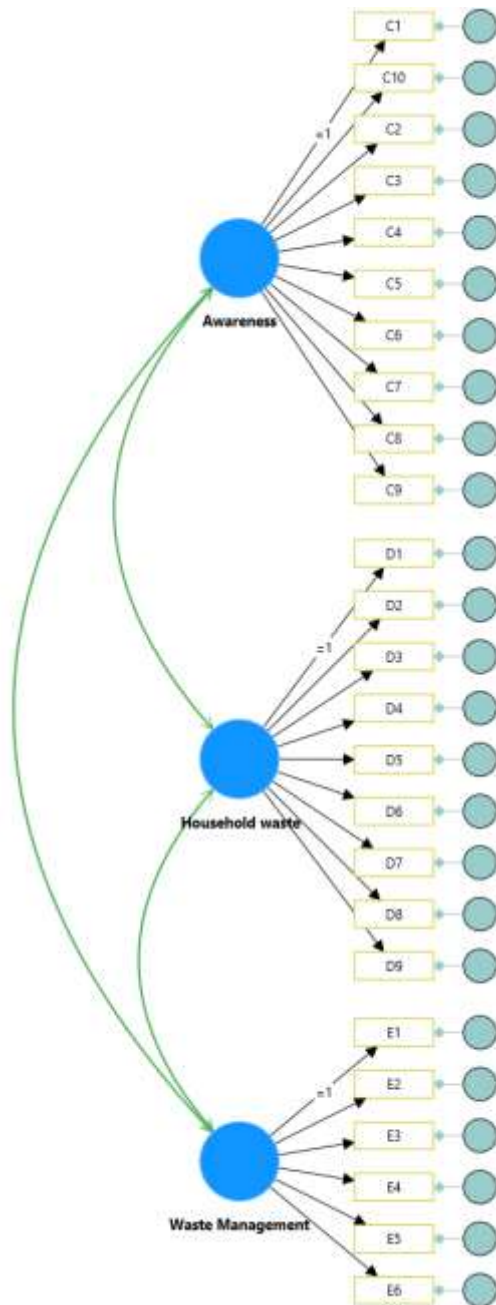 C1
C10
=1
C2
C3
C4
C5
Awareness
C6
C7
C8
C9
D1
D2
=1
D3
D4
D5
Household waste
D6
D7
D8
D9
E1
E2
=1
E3
E4
Waste Management
E5
E6